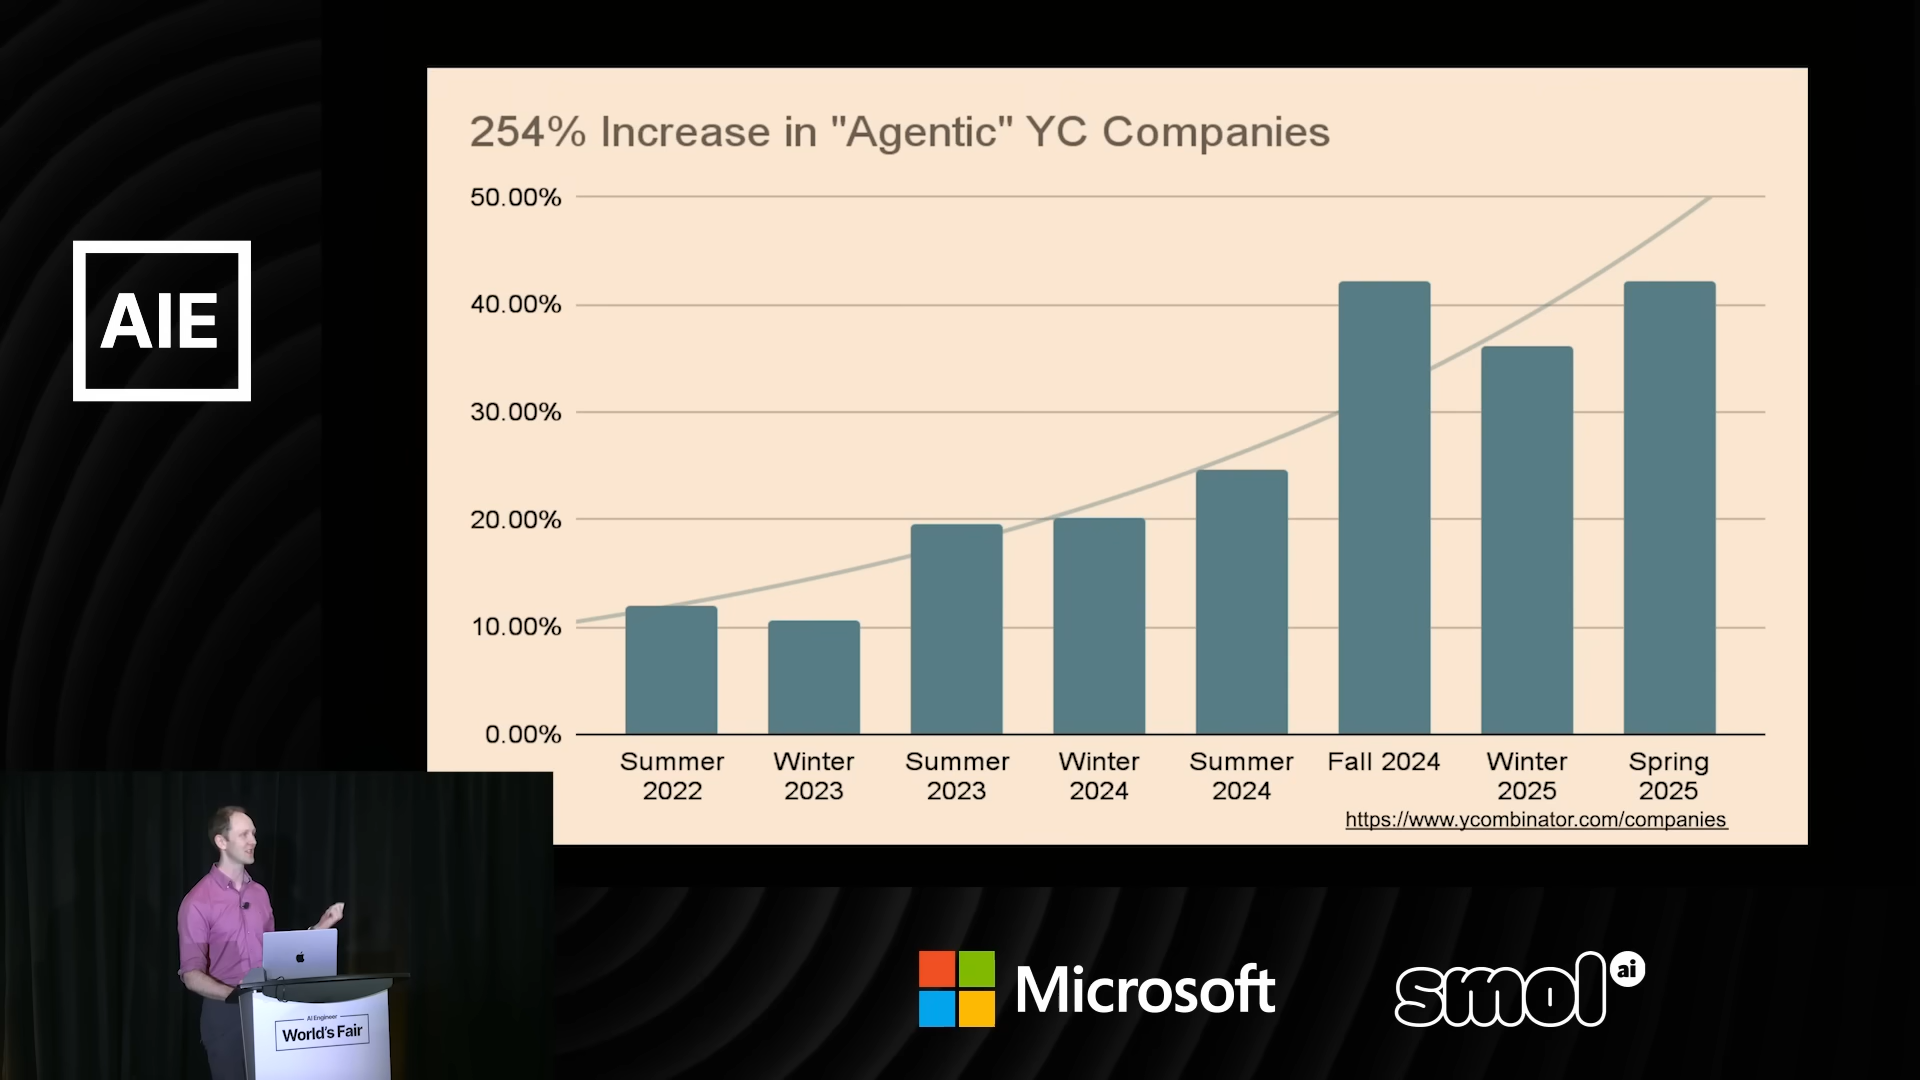 254% Increase in "Agentic" YC Companies
50.00%
40.00%
30.00%
20.00%
10.00%
0.00%
Summer 2022
Winter 2023
Summer 2023
Winter 2024
Summer 2024
Fall 2024
Winter 2025
Spring 2025
https://www.ycombinator.com/companies
AIE
AI Engineer
World's Fair
Microsoft
smol ai